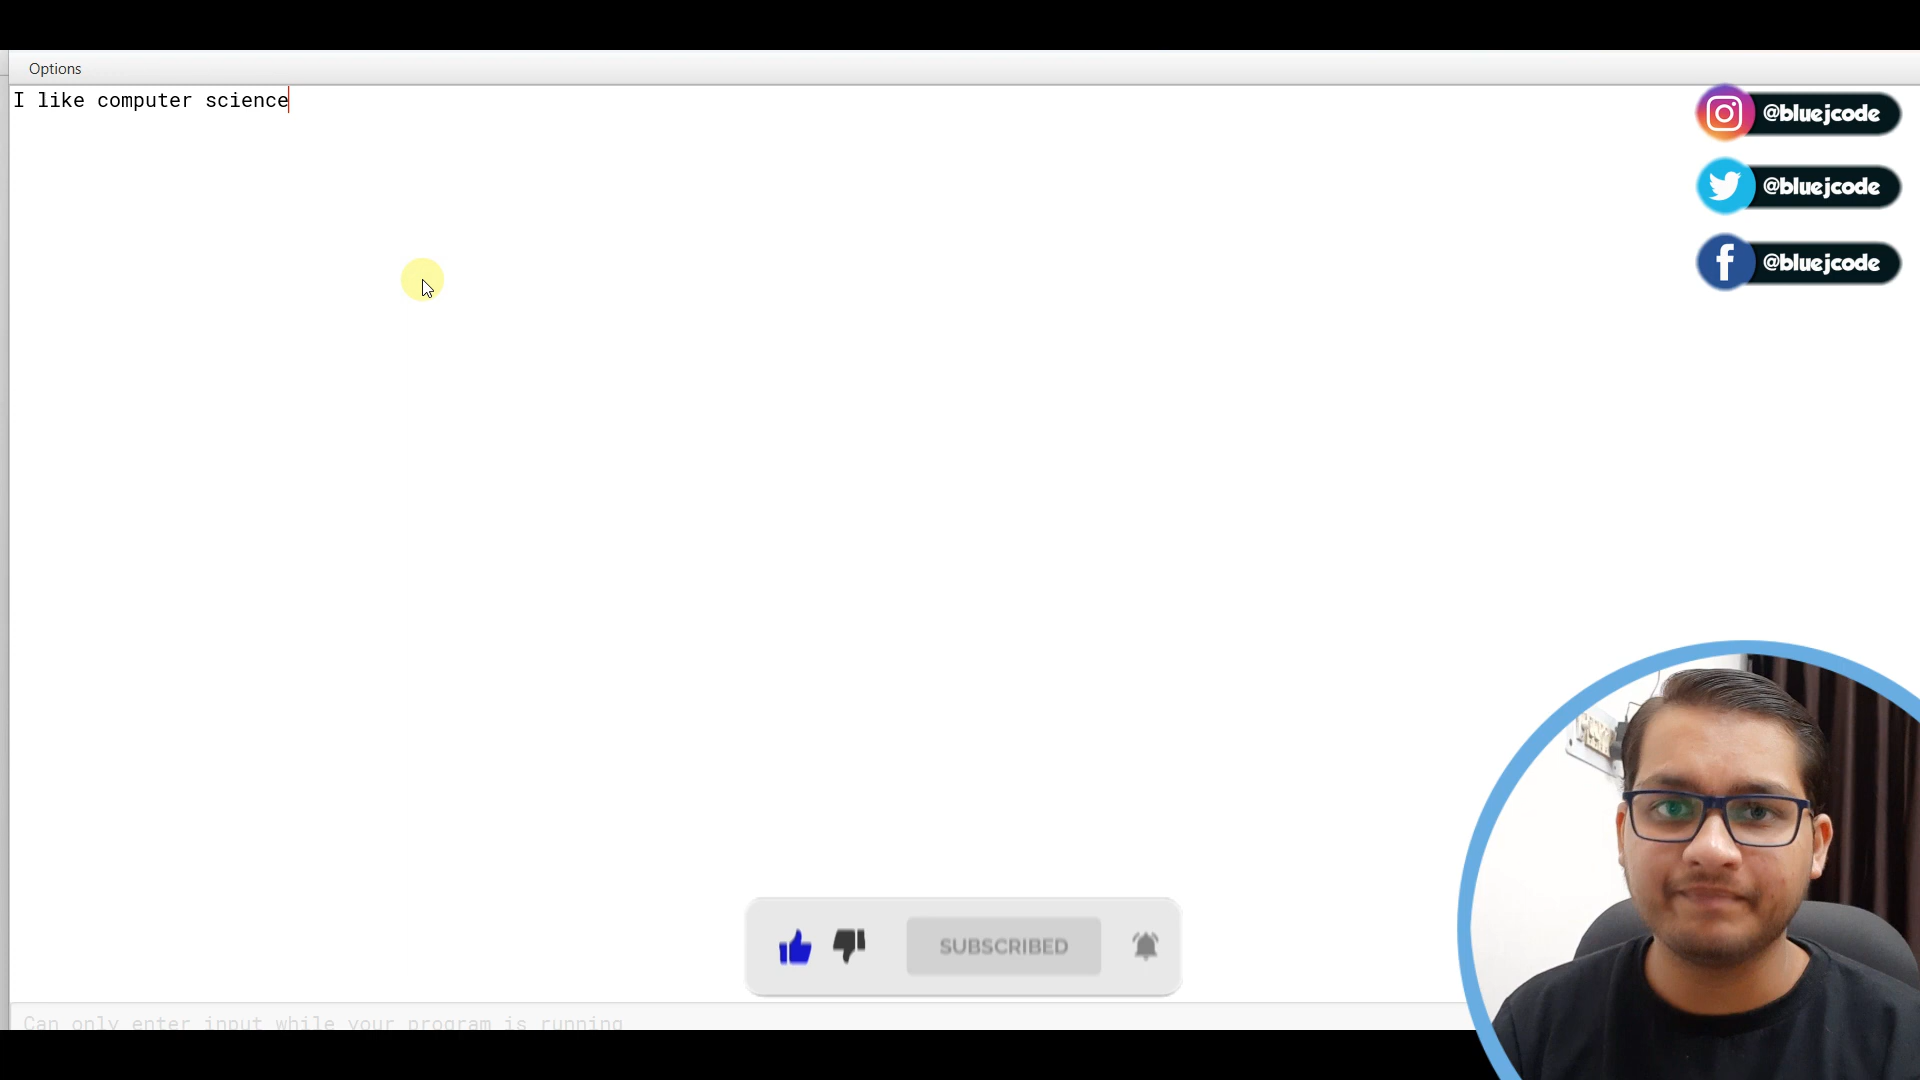 Options
I like computer science
@bluejcode
@bluejcode
@bluejcode
SUBSCRIBED
Can only enter input while your program is running